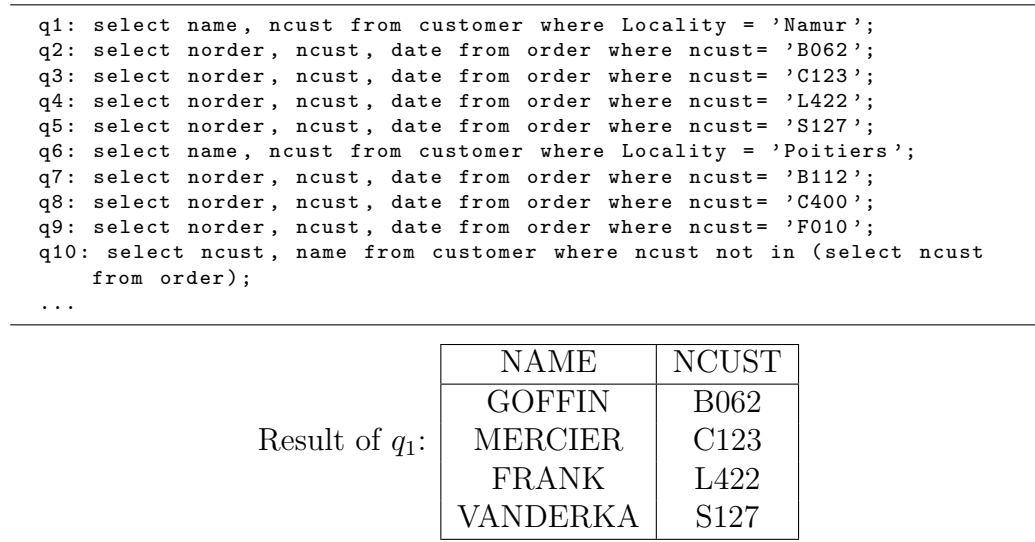 q1: select name, ncust from customer where Locality = 'Namur';
q2: select norder, ncust, date from order where ncust= 'B062';
q3: select norder, ncust, date from order where ncust= 'C123';
q4: select norder, ncust, date from order where ncust= 'L422';
q5: select norder, ncust, date from order where ncust= 'S127';
q6: select name, ncust from customer where Locality = 'Poitiers';
q7: select norder, ncust, date from order where ncust= 'B112';
q8: select norder, ncust, date from order where ncust= 'C400';
q9: select norder, ncust, date from order where ncust= 'F010';
q10: select ncust, name from customer where ncust not in (select ncust
from order);
...
NAME NCUST
GOFFIN B062
Result of q1: MERCIER C123
FRANK L422
VANDERKA S127